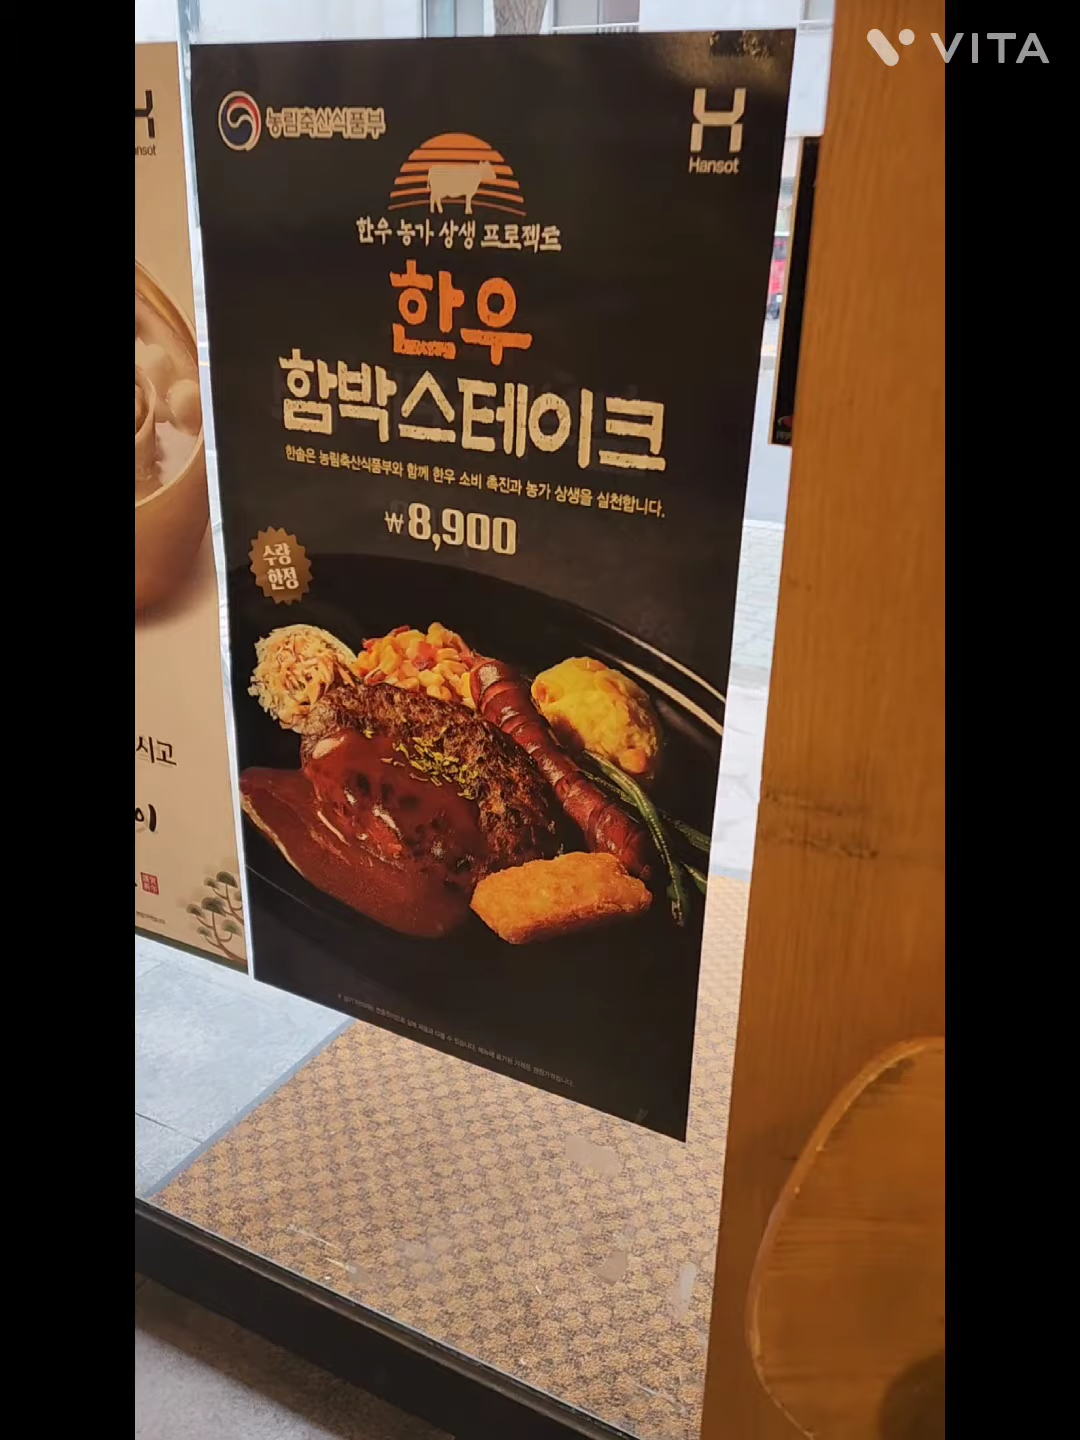 VITA
농림축산식품부
Hansot
한우 농가 상생 프로젝트
한우
함박스테이크
한솥은 농림축산식품부와 함께 한우 소비 촉진과 농가 상생을 실천합니다.
₩8,900
수량
한정
시고
이